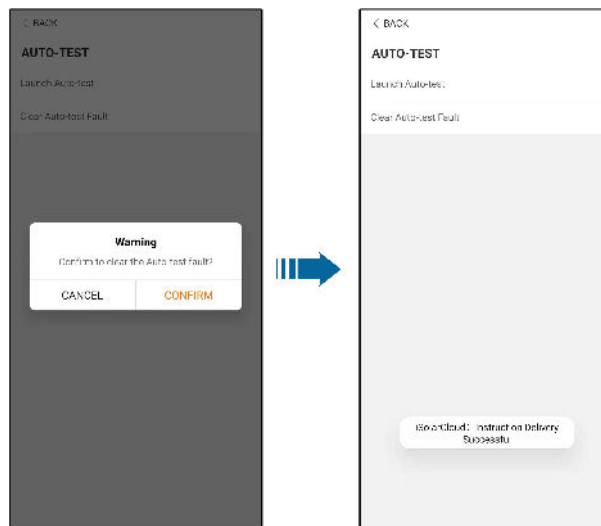 < BACK
AUTO-TEST
Launch Auto-test
Clear Auto-test Fault
Warning
Confirm to clear the Auto-test fault?
CANCEL
CONFIRM
< BACK
AUTO-TEST
Launch Auto-test
Clear Auto-test Fault
iSolarCloud: Instruction Delivery
Successful